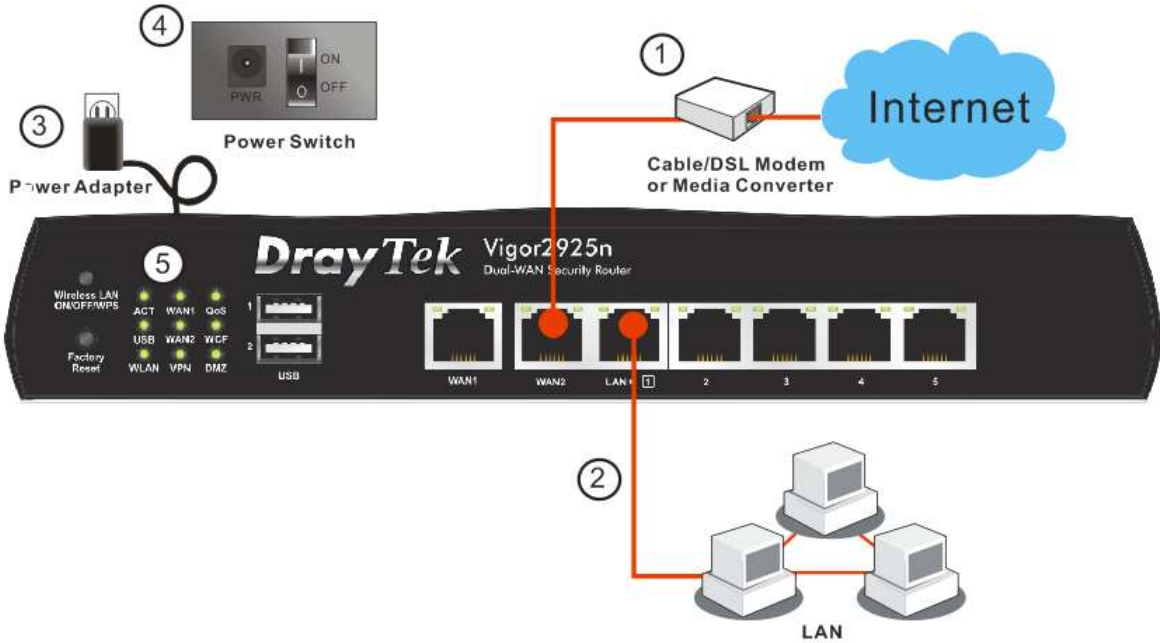 4
ON
OFF
PWR
Power Switch
3
Power Adapter
1
Internet
Cable/DSL Modem
or Media Converter
5
DrayTek
Vigor2925n
Dual-WAN Security Router
Wireless LAN
ON/OFF/WPS
Factory
Reset
ACT WAN1 QoS
USB WAN2 WCF
WLAN VPN DMZ
1
2
USB
WAN1 WAN2 LAN 1 2 3 4 5
2
LAN